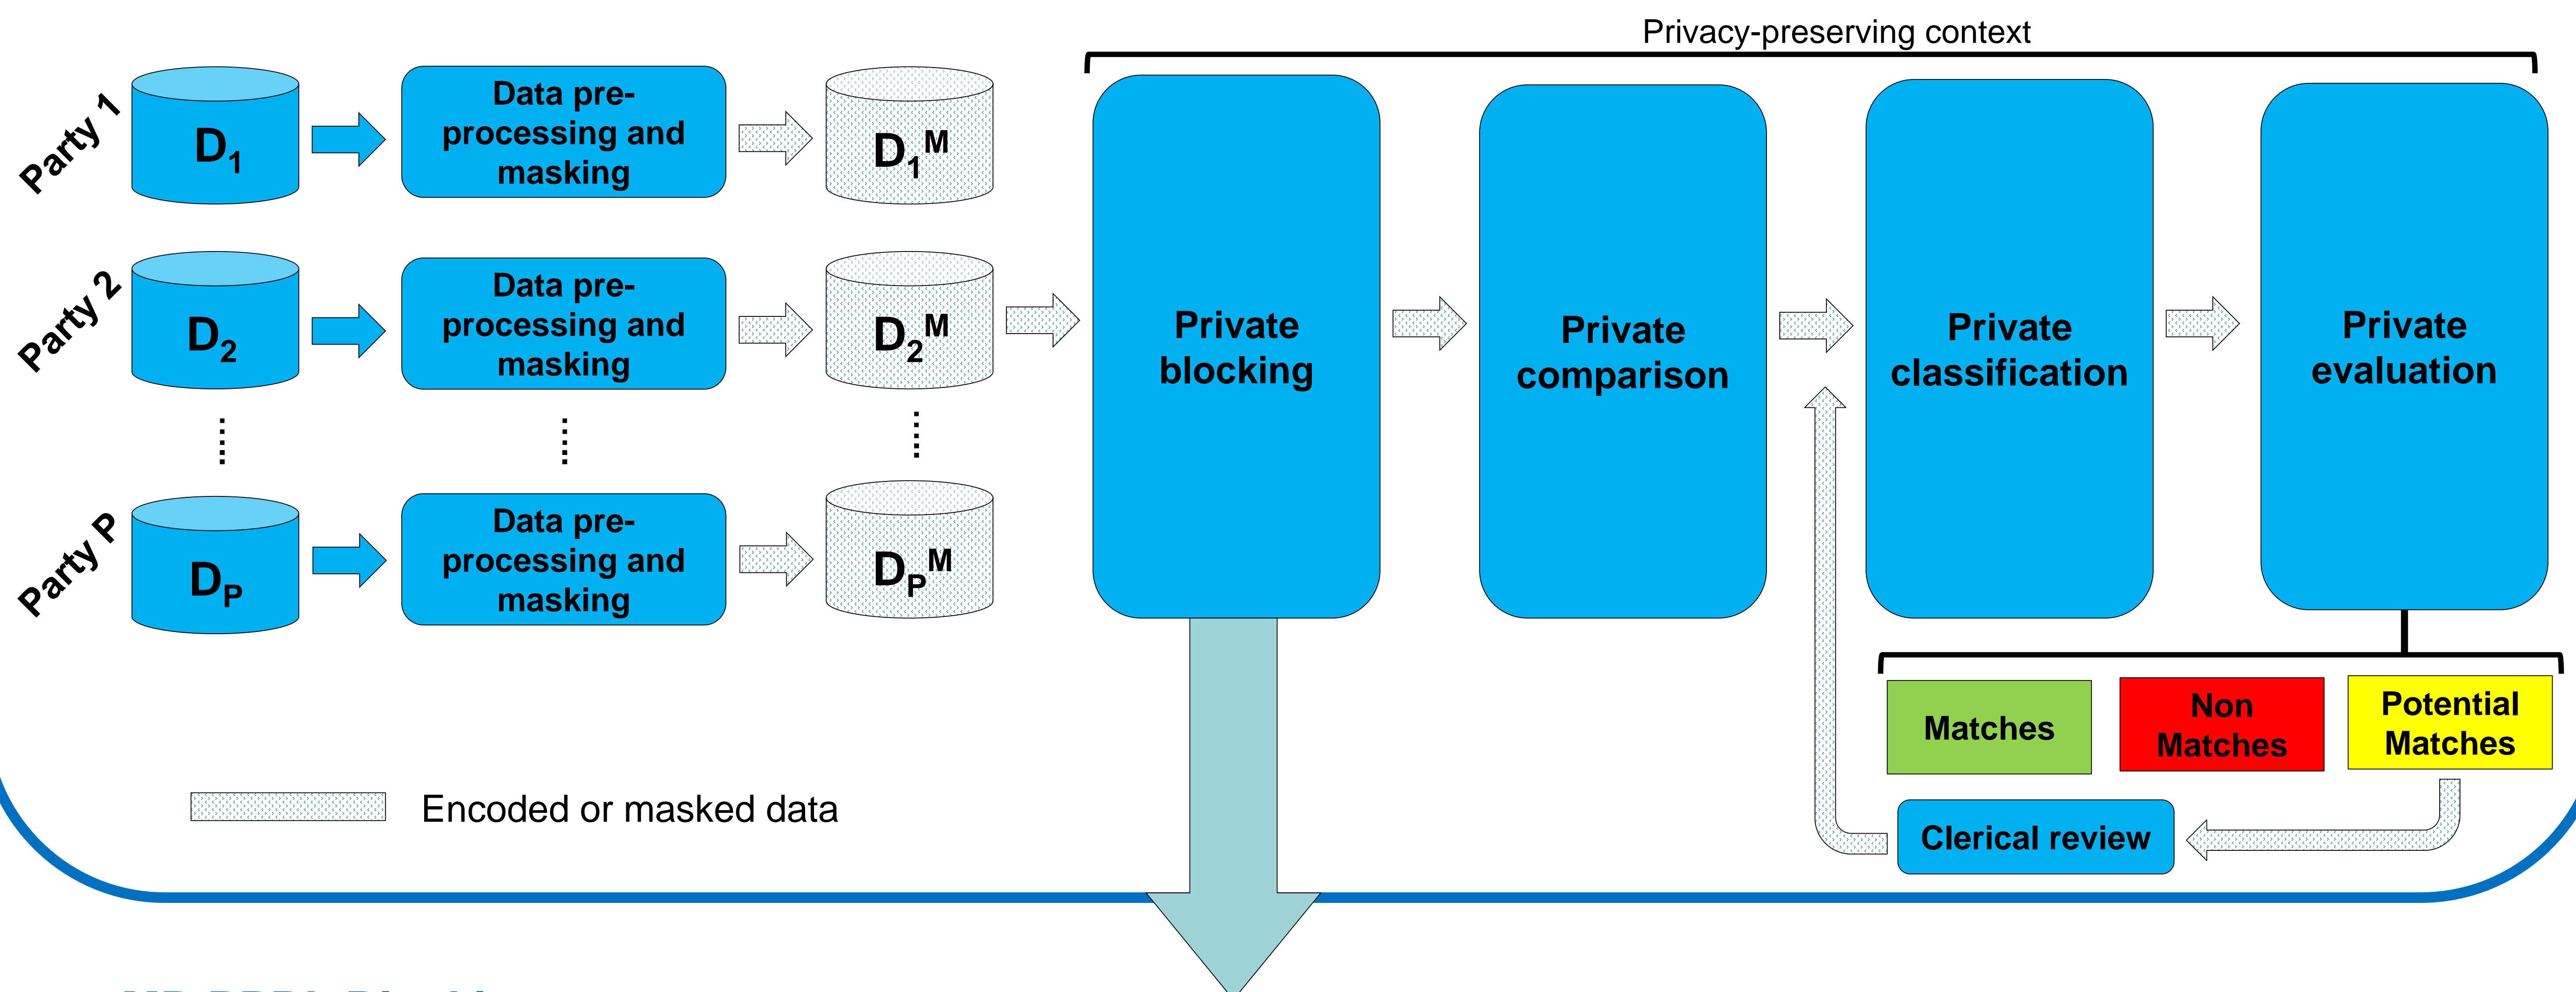 Privacy-preserving context
Party 1
D1
Data pre-
processing and
masking
D1M
Party 2
D2
Data pre-
processing and
masking
D2M
Party P
DP
Data pre-
processing and
masking
DPM
Private
blocking
Private
comparison
Private
classification
Private
evaluation
Matches
Non
Matches
Potential
Matches
Clerical review
Encoded or masked data